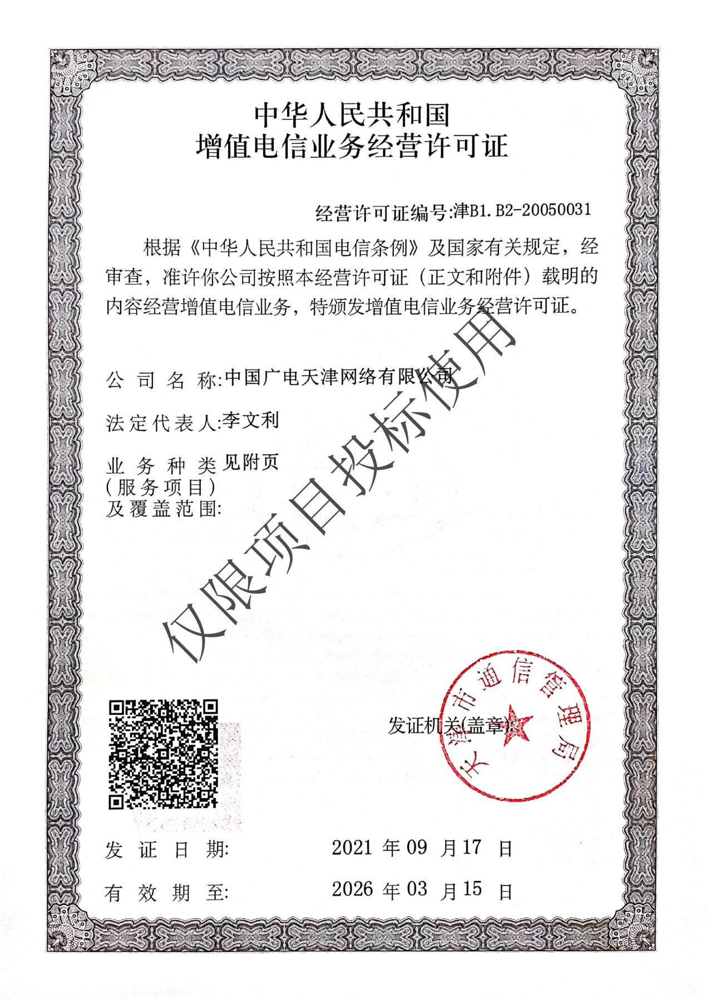 中华人民共和国
增值电信业务经营许可证
经营许可证编号:津B1.B2-20050031
根据《中华人民共和国电信条例》及国家有关规定，经
审查，准许你公司按照本经营许可证（正文和附件）载明的
内容经营增值电信业务，特颁发增值电信业务经营许可证。
公司名称:中国广电天津网络有限公司
法定代表人:李文利
业务种类 见附页
(服务项目)
及覆盖范围:
仅限项目投标使用
发证机关(盖章):
天津市通信管理局
发证日期: 2021 年 09 月 17 日
有效期至: 2026 年 03 月 15 日